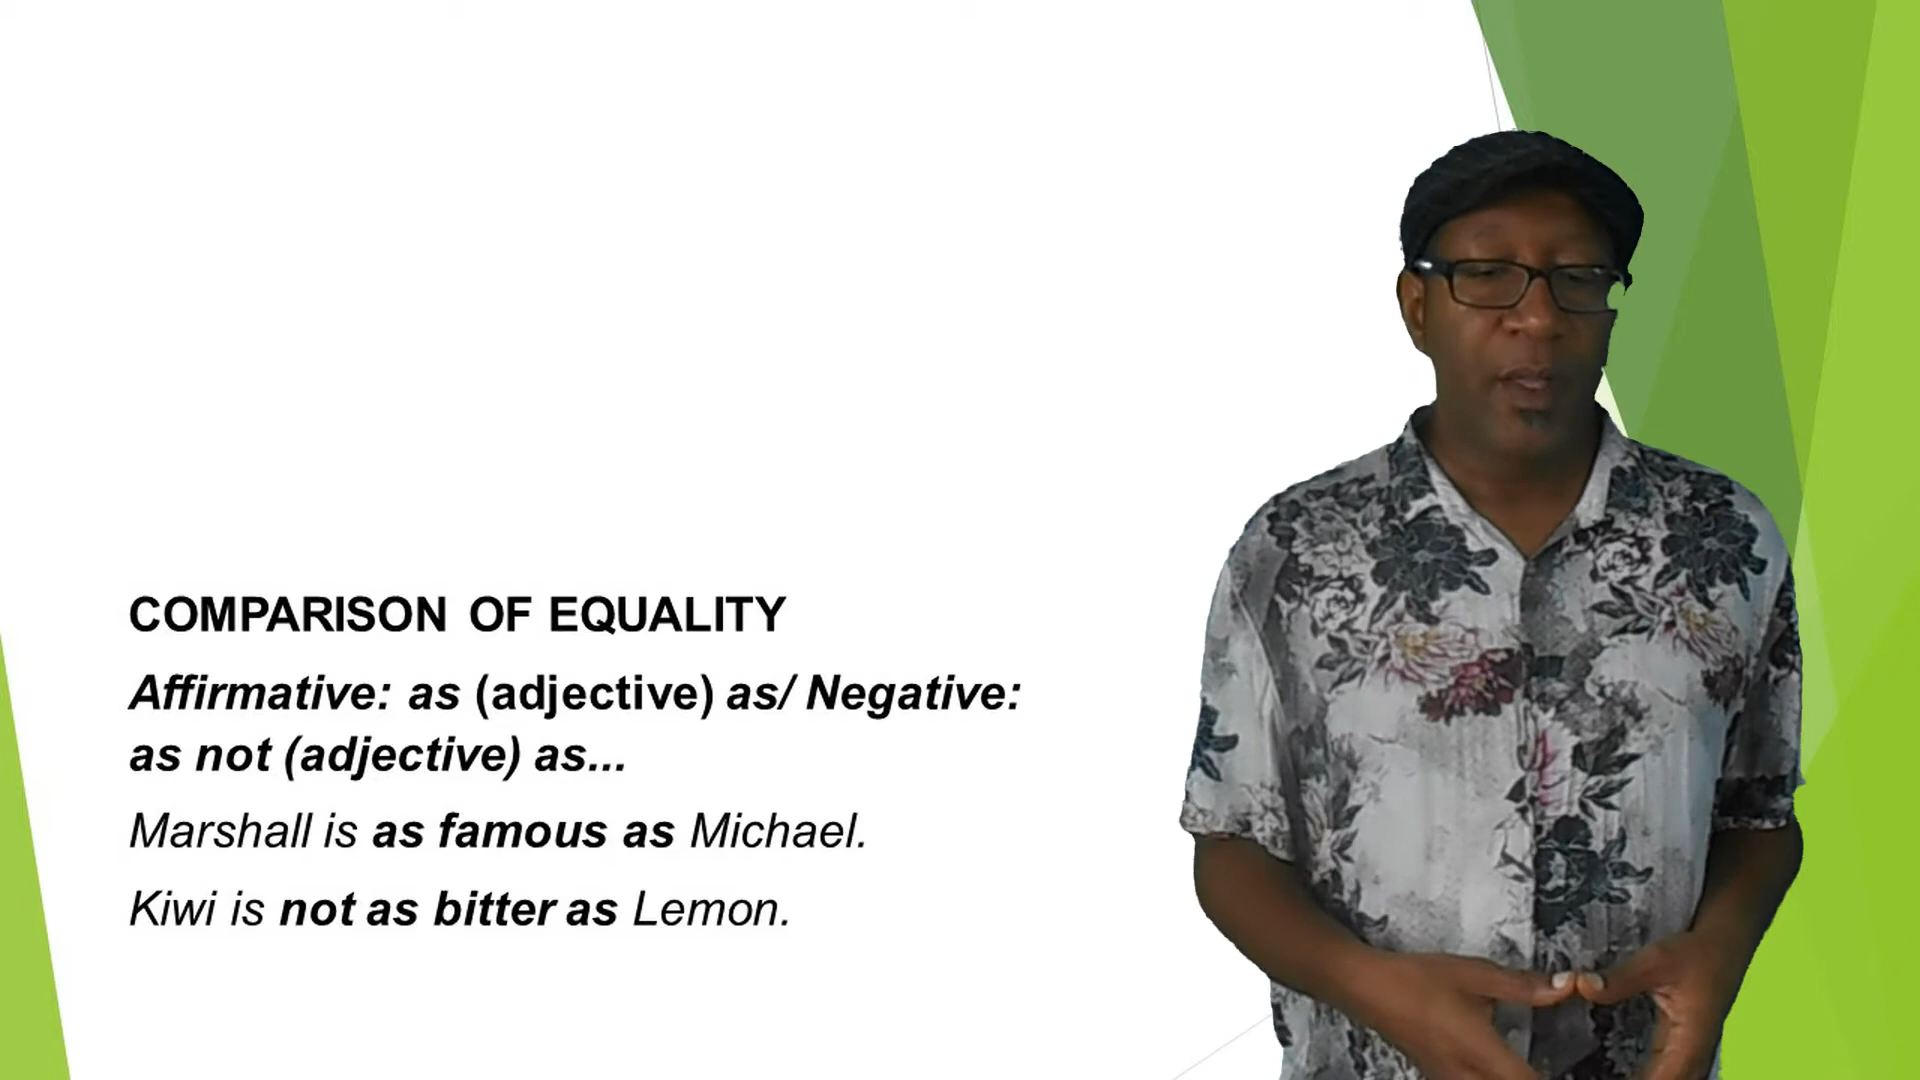 COMPARISON OF EQUALITY
Affirmative: as (adjective) as/ Negative:
as not (adjective) as...
Marshall is as famous as Michael.
Kiwi is not as bitter as Lemon.